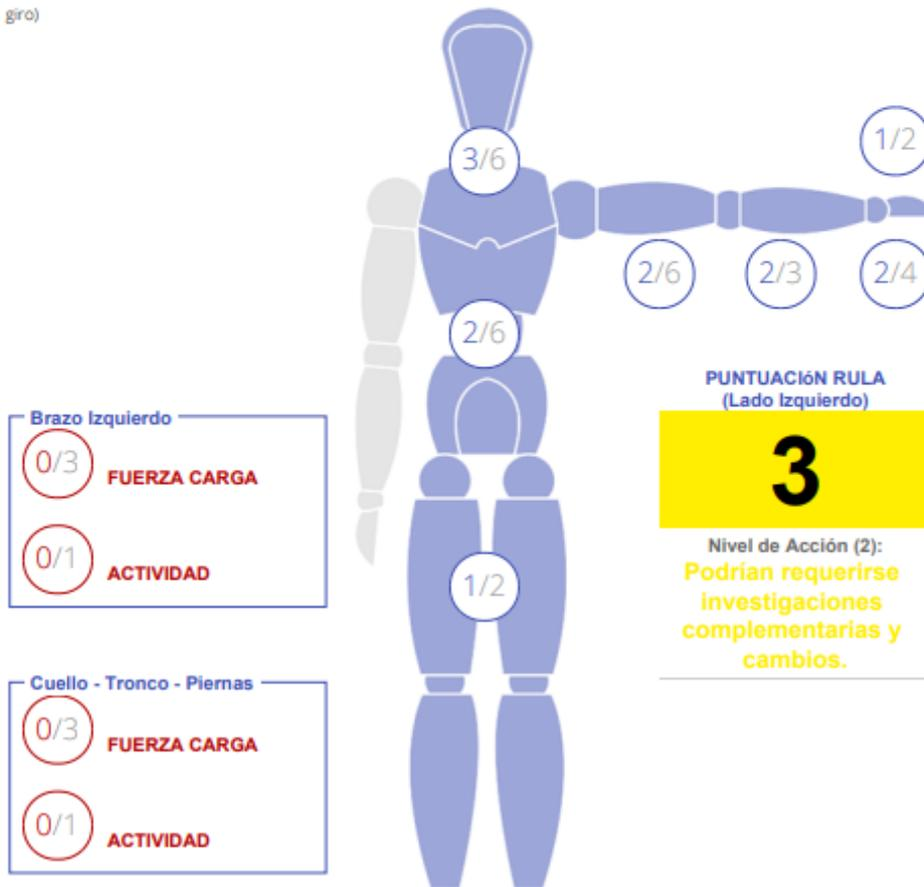 giro)
1/2
3/6
2/6
2/3
2/4
2/6
PUNTUACIóN RULA
(Lado Izquierdo)
3
Nivel de Acción (2):
Podrían requerirse
investigaciones
complementarias y
cambios.
Brazo Izquierdo
0/3 FUERZA CARGA
0/1 ACTIVIDAD
1/2
Cuello - Tronco - Piernas
0/3 FUERZA CARGA
0/1 ACTIVIDAD